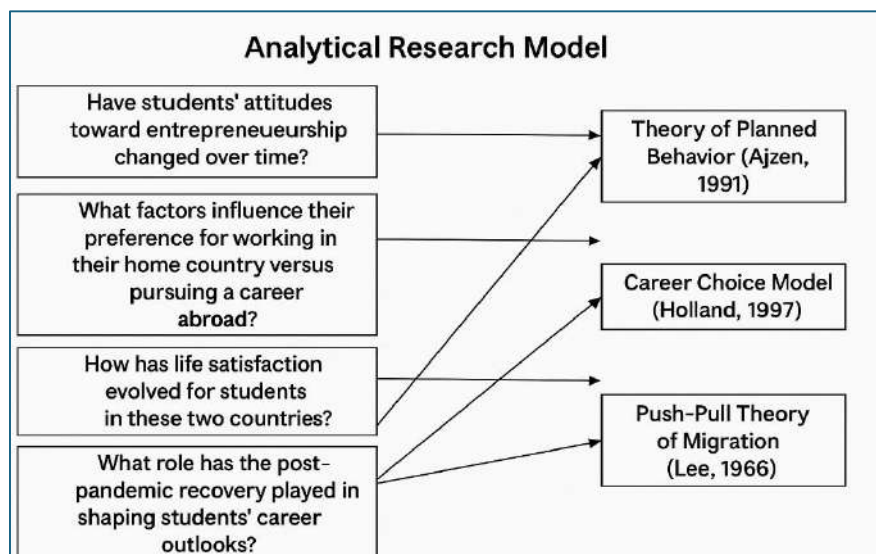 Analytical Research Model
Have students' attitudes
toward entrepreueurship
changed over time?
What factors influence their
preference for working in
their home country versus
pursuing a career
abroad?
How has life satisfaction
evolved for students
in these two countries?
What role has the post-
pandemic recovery played in
shaping students' career
outlooks?
Theory of Planned
Behavior (Ajzen,
1991)
Career Choice Model
(Holland, 1997)
Push-Pull Theory
of Migration
(Lee, 1966)